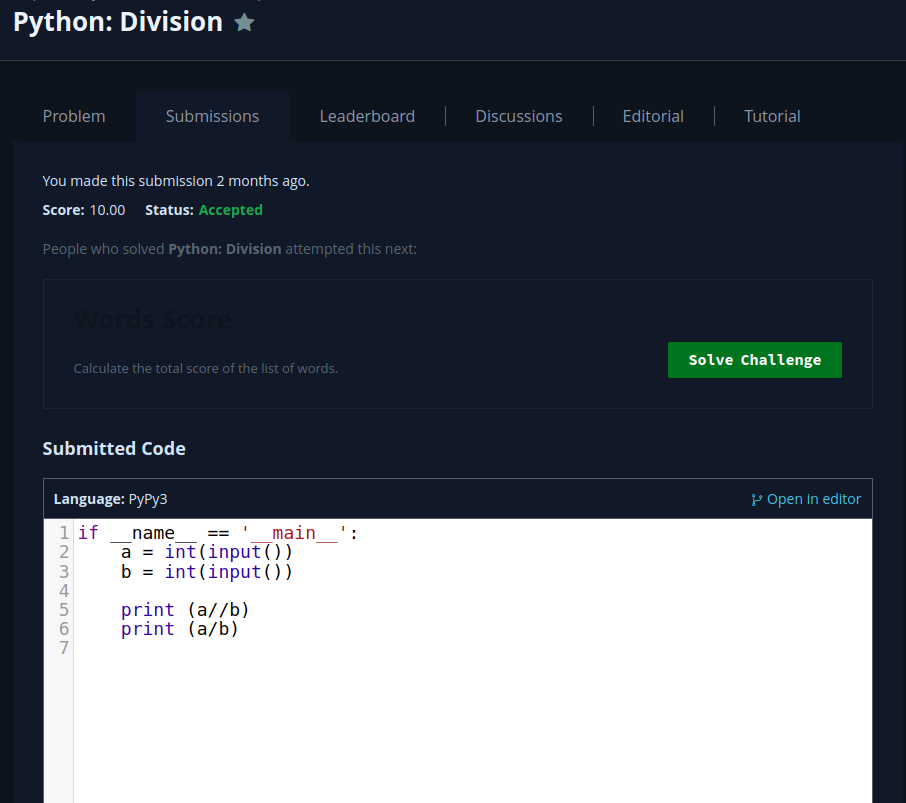 Python: Division
Problem Submissions Leaderboard Discussions Editorial Tutorial
You made this submission 2 months ago.
Score: 10.00 Status: Accepted
People who solved Python: Division attempted this next:
Words Score
Calculate the total score of the list of words.
Solve Challenge
Submitted Code
Language: PyPy3 Open in editor
1 if __name__ == '__main__':
2     a = int(input())
3     b = int(input())
4
5     print (a//b)
6     print (a/b)
7